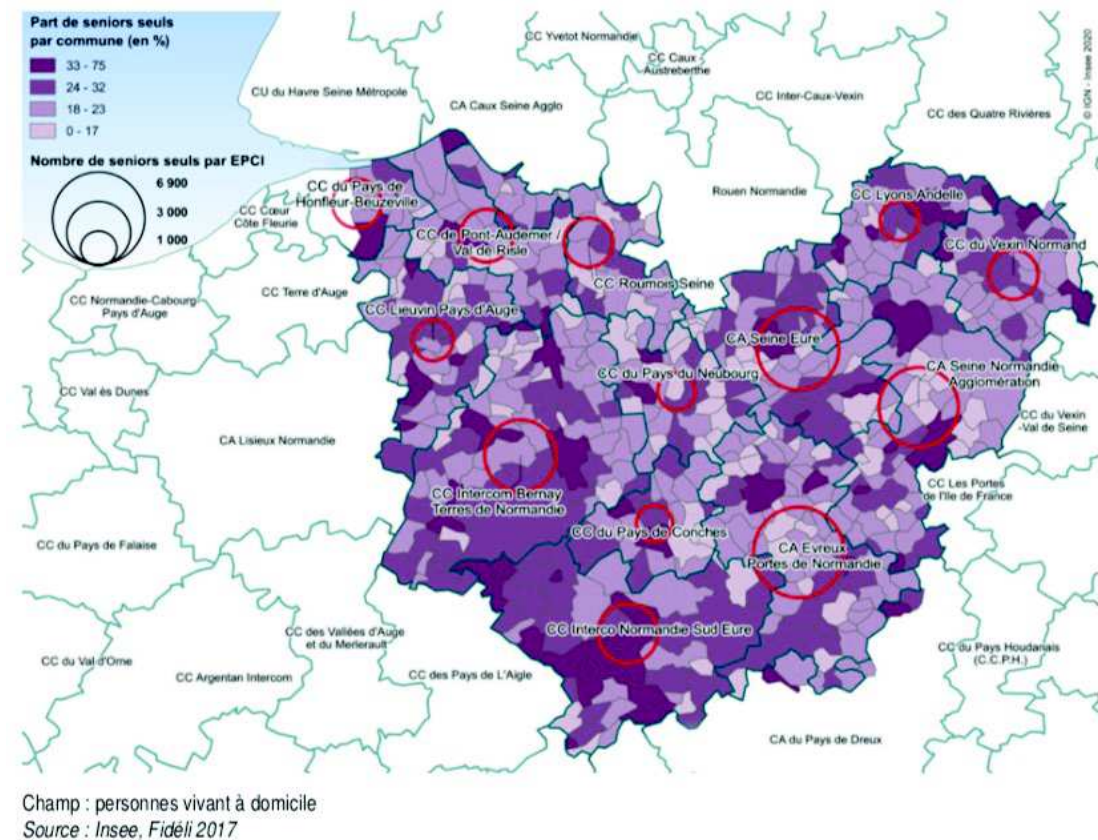 Part de seniors seuls
par commune (en %)
33 - 75
24 - 32
18 - 23
0 - 17
Nombre de seniors seuls par EPCI
6 900
3 000
1 000
© IGN - Insee 2020
CC Yvetot Normandie
CC Caux -
Austreberthe
CU du Havre Seine Métropole
CA Caux Seine Agglo
CC Inter-Caux-Vexin
CC des Quatre Rivières
Rouen Normandie
CC du Pays de
Honfleur-Beuzeville
CC Cœur
Côte Fleurie
CC de Pont-Audemer /
Val de Risle
CC Lyons Andelle
CC du Vexin Normand
CC Roumois Seine
CC Terre d'Auge
CC Normandie-Cabourg
Pays d'Auge
CC Lieuvin Pays d'Auge
CA Seine Eure
CC du Pays du Neubourg
CA Seine Normandie
Agglomération
CC Val ès Dunes
CC du Vexin
-Val de Seine
CA Lisieux Normandie
CC Intercom Bernay
Terres de Normandie
CC Les Portes
de l'Ile de France
CC du Pays de Conches
CC du Pays de Falaise
CA Evreux
Portes de Normandie
CC Interco Normandie Sud Eure
CC des Vallées d'Auge
et du Merlerault
CC du Val d'Orne
CC Argentan Intercom
CC des Pays de L'Aigle
CC du Pays Houdanais
(C.C.P.H.)
CA du Pays de Dreux
Champ : personnes vivant à domicile
Source : Insee, Fidéli 2017